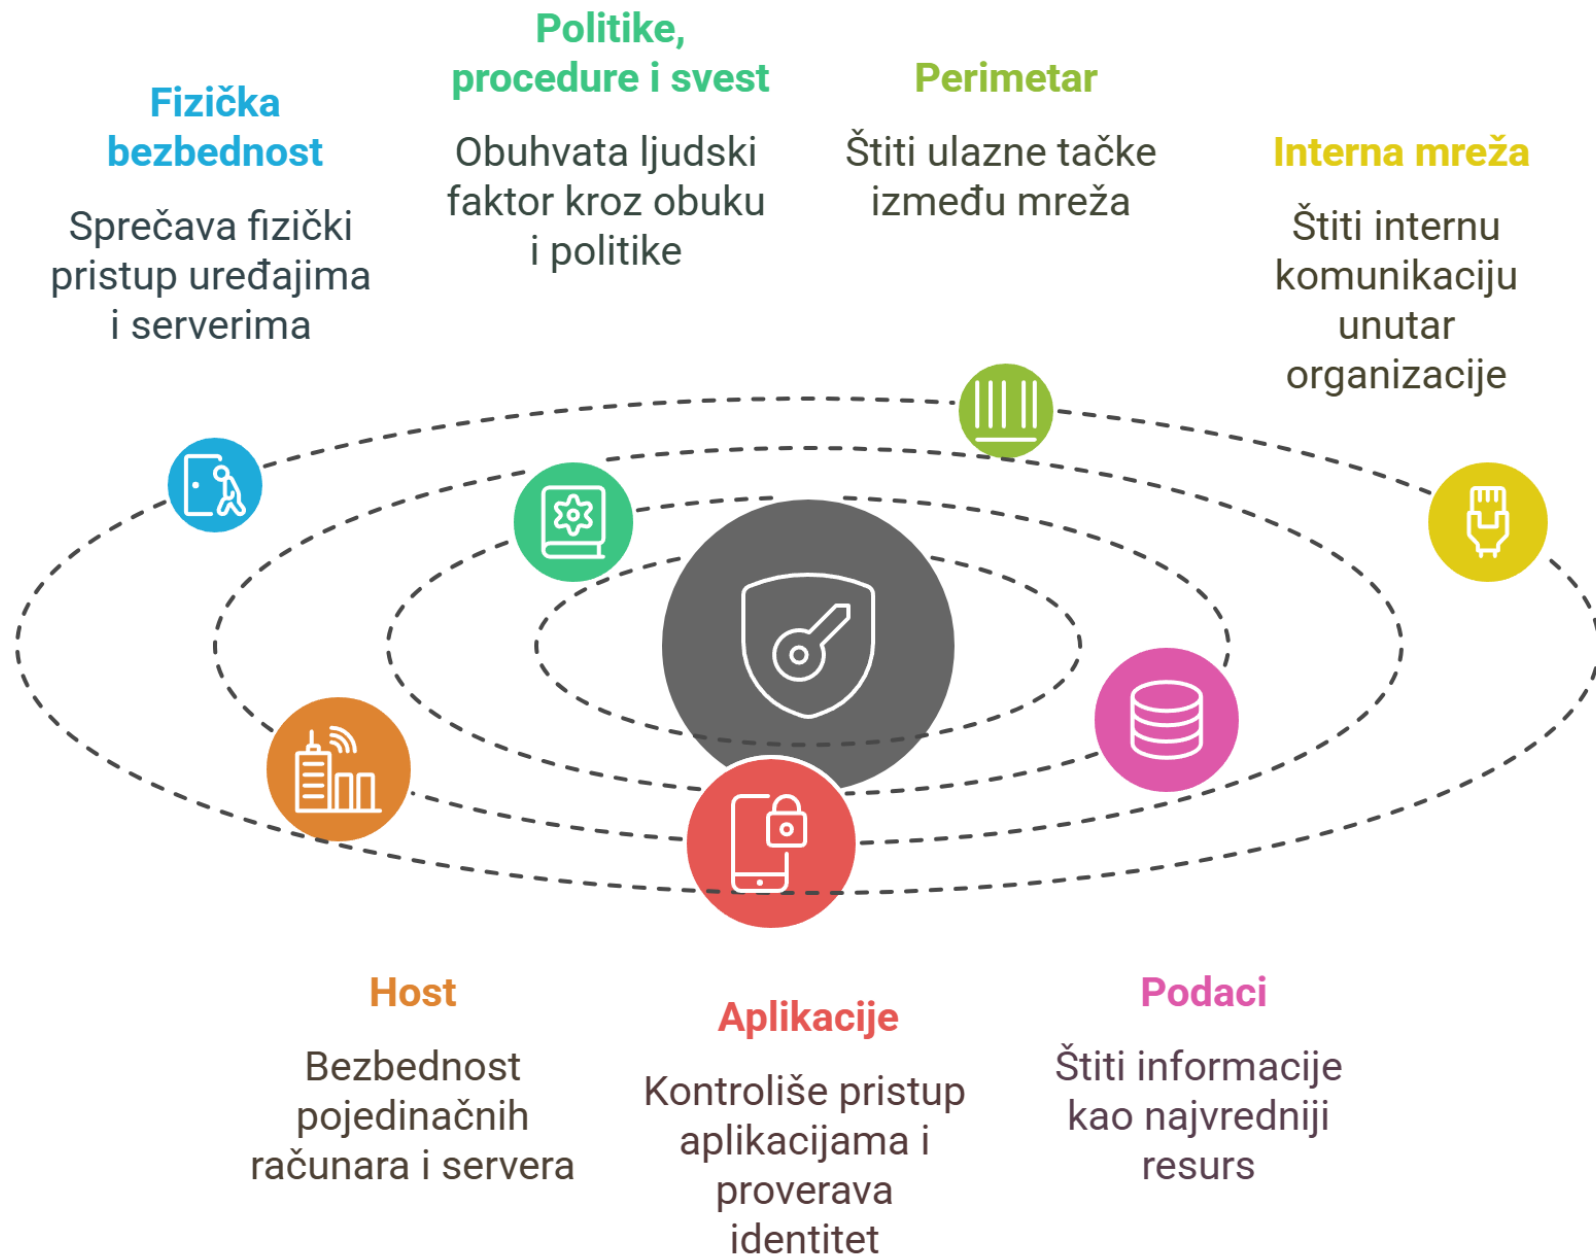 Fizička
bezbednost
Sprečava fizički
pristup uređajima
i serverima
Politike,
procedure i svest
Obuhvata ljudski
faktor kroz obuku
i politike
Perimetar
Štiti ulazne tačke
između mreža
Interna mreža
Štiti internu
komunikaciju
unutar
organizacije
Host
Bezbednost
pojedinačnih
računara i servera
Aplikacije
Kontroliše pristup
aplikacijama i
proverava
identitet
Podaci
Štiti informacije
kao najvredniji
resurs